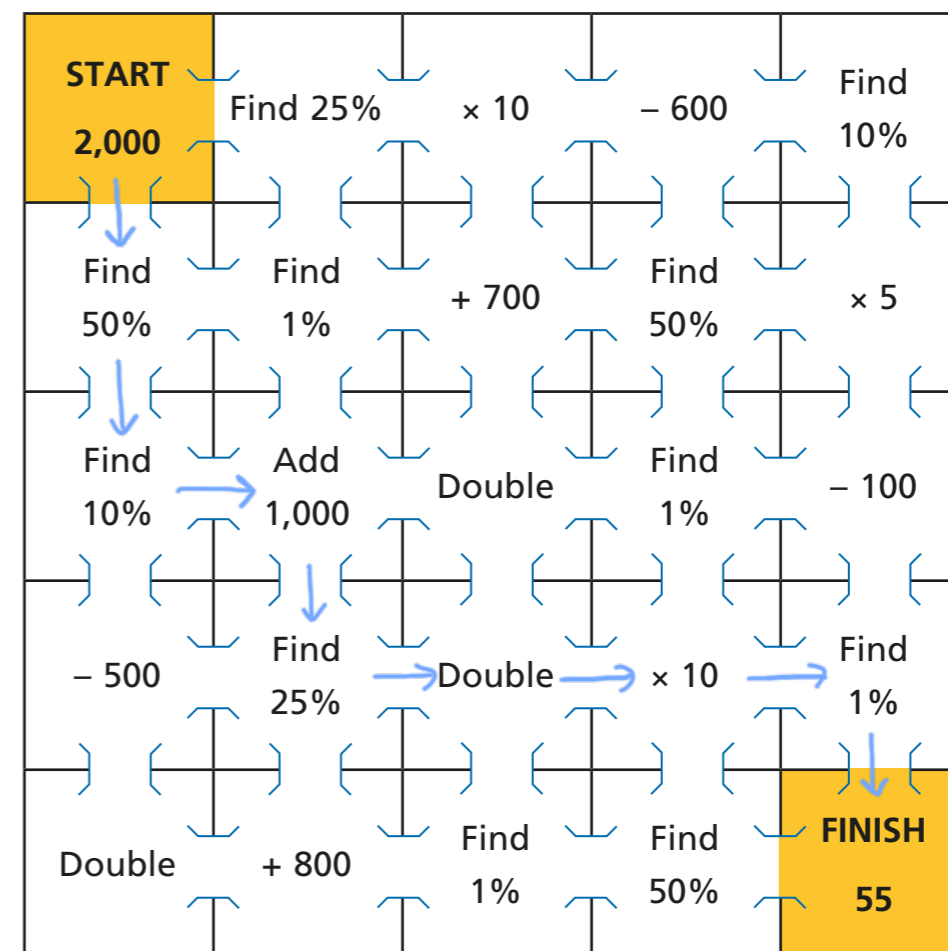 START
2,000
Find 25%
× 10
− 600
Find
10%
Find
50%
Find
1%
+ 700
Find
50%
× 5
Find
10%
Add
1,000
Double
Find
1%
− 100
− 500
Find
25%
Double
× 10
Find
1%
Double
+ 800
Find
1%
Find
50%
FINISH
55